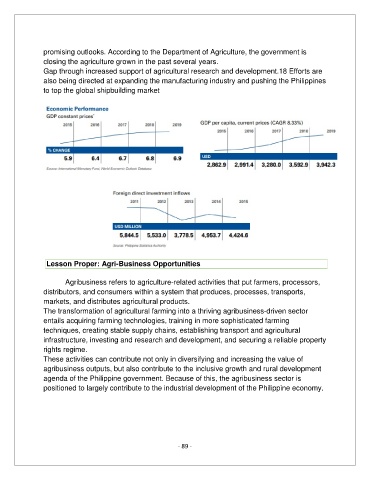 promising outlooks. According to the Department of Agriculture, the government is
closing the agriculture grown in the past several years.
Gap through increased support of agricultural research and development.18 Efforts are
also being directed at expanding the manufacturing industry and pushing the Philippines
to top the global shipbuilding market
Economic Performance
GDP constant prices*
2015 2016 2017 2018 2019
% CHANGE
5.9 6.4 6.7 6.8 6.9
Source: International Monetary Fund, World Economic Outlook Database
GDP per capita, current prices (CAGR 8.33%)
2015 2016 2017 2018 2019
USD
2,862.9 2,991.4 3,280.0 3,592.9 3,942.3
Foreign direct investment inflows
2011 2012 2013 2014 2015
USD MILLION
5,844.5 5,533.0 3,778.5 4,953.7 4,424.6
Source: Philippine Statistics Authority
Lesson Proper: Agri-Business Opportunities
Agribusiness refers to agriculture-related activities that put farmers, processors,
distributors, and consumers within a system that produces, processes, transports,
markets, and distributes agricultural products.
The transformation of agricultural farming into a thriving agribusiness-driven sector
entails acquiring farming technologies, training in more sophisticated farming
techniques, creating stable supply chains, establishing transport and agricultural
infrastructure, investing and research and development, and securing a reliable property
rights regime.
These activities can contribute not only in diversifying and increasing the value of
agribusiness outputs, but also contribute to the inclusive growth and rural development
agenda of the Philippine government. Because of this, the agribusiness sector is
positioned to largely contribute to the industrial development of the Philippine economy.
- 89 -